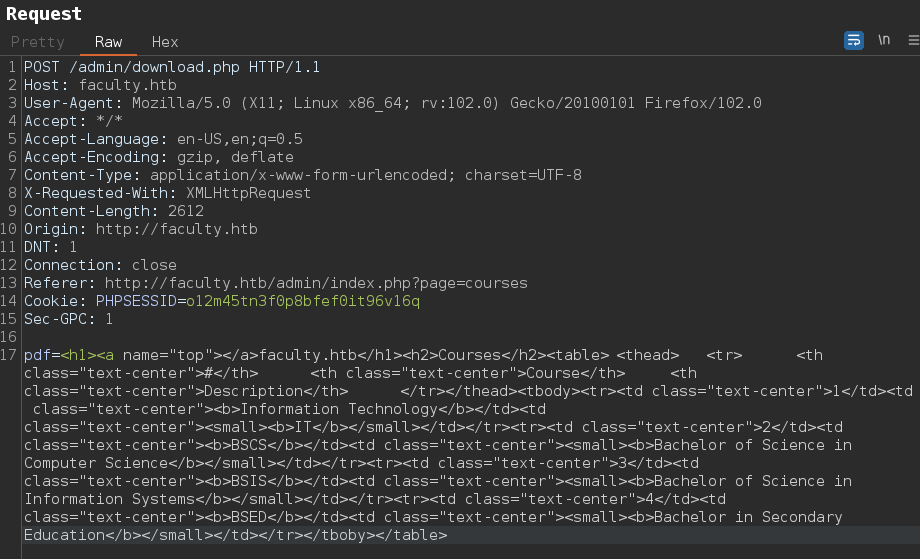 Request
Pretty Raw Hex \n
1 POST /admin/download.php HTTP/1.1
2 Host: faculty.htb
3 User-Agent: Mozilla/5.0 (X11; Linux x86_64; rv:102.0) Gecko/20100101 Firefox/102.0
4 Accept: */*
5 Accept-Language: en-US,en;q=0.5
6 Accept-Encoding: gzip, deflate
7 Content-Type: application/x-www-form-urlencoded; charset=UTF-8
8 X-Requested-With: XMLHttpRequest
9 Content-Length: 2612
10 Origin: http://faculty.htb
11 DNT: 1
12 Connection: close
13 Referer: http://faculty.htb/admin/index.php?page=courses
14 Cookie: PHPSESSID=o12m45tn3f0p8bfef0it96v16q
15 Sec-GPC: 1
16
17 pdf=<h1><a name="top"></a>faculty.htb</h1><h2>Courses</h2><table> <thead>   <tr>      <th
class="text-center">#</th>      <th class="text-center">Course</th>     <th
class="text-center">Description</th>      </tr></thead><tbody><tr><td class="text-center">1</td><td
class="text-center"><b>Information Technology</b></td><td
class="text-center"><small><b>IT</b></small></td></tr><tr><td class="text-center">2</td><td
class="text-center"><b>BSCS</b></td><td class="text-center"><small><b>Bachelor of Science in
Computer Science</b></small></td></tr><tr><td class="text-center">3</td><td
class="text-center"><b>BSIS</b></td><td class="text-center"><small><b>Bachelor of Science in
Information Systems</b></small></td></tr><tr><td class="text-center">4</td><td
class="text-center"><b>BSED</b></td><td class="text-center"><small><b>Bachelor in Secondary
Education</b></small></td></tr></tboby></table>